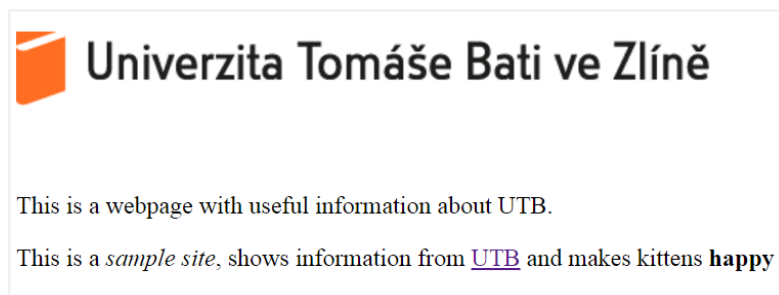 Univerzita Tomáše Bati ve Zlíně
This is a webpage with useful information about UTB.
This is a sample site, shows information from UTB and makes kittens happy